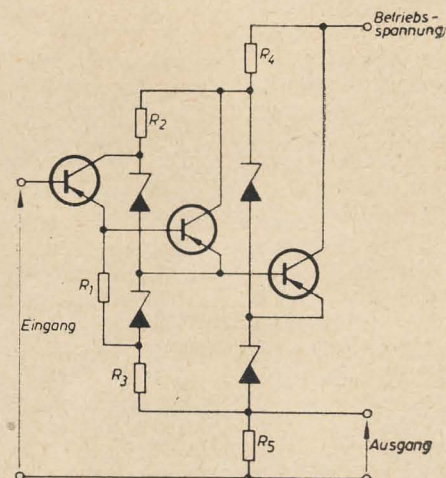 Betriebs-
spannung
R4
R2
R1
Eingang
R3
R5
Ausgang